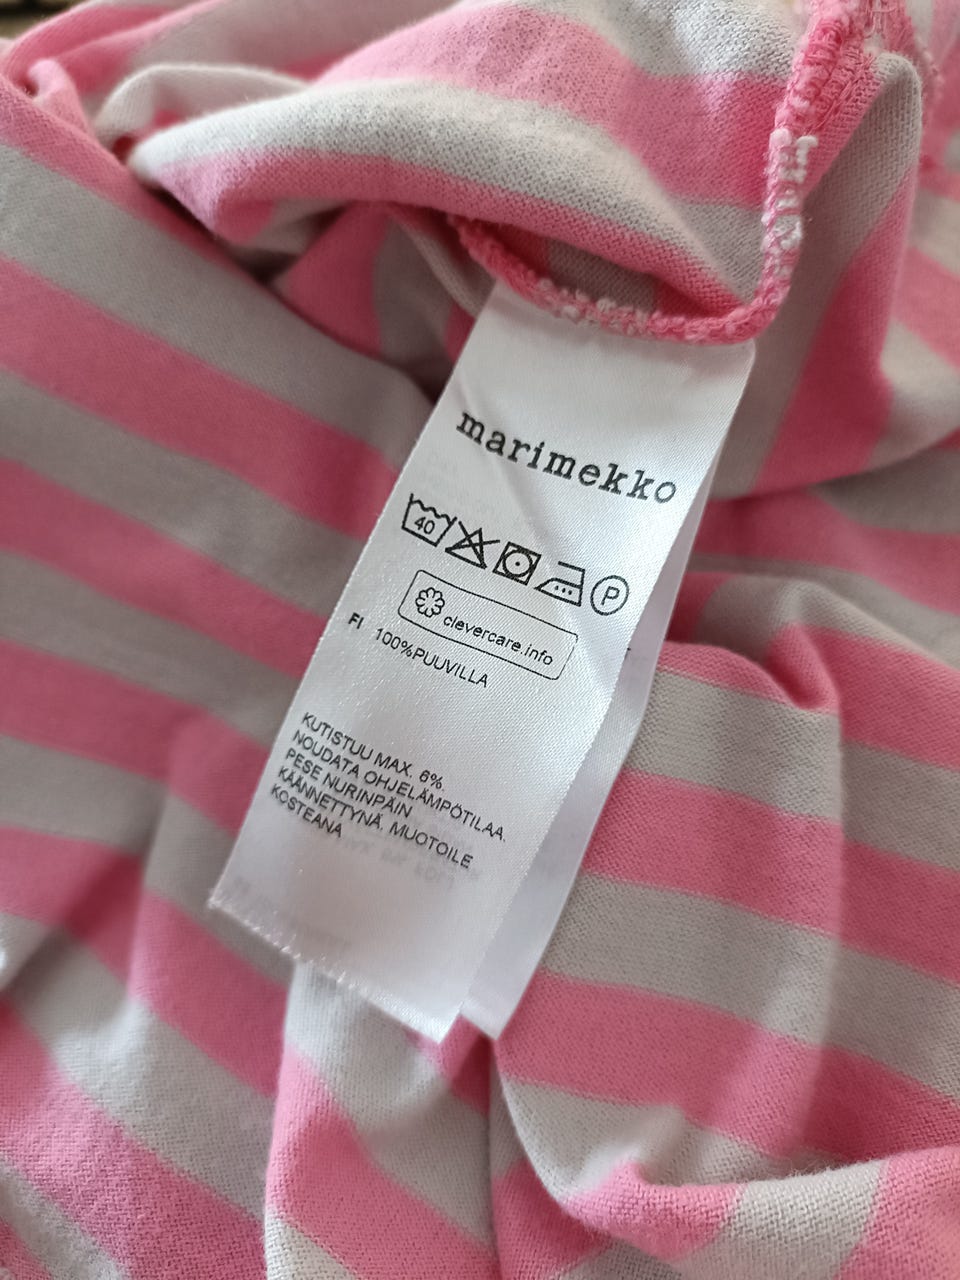 marimekko
40 P
clevercare.info
FI 100%PUUVILLA
KUTISTUU MAX. 6%.
NOUDATA OHJELÄMPÖTILAA.
PESE NURINPÄIN
KÄÄNNETTYNÄ. MUOTOILE
KOSTEANA